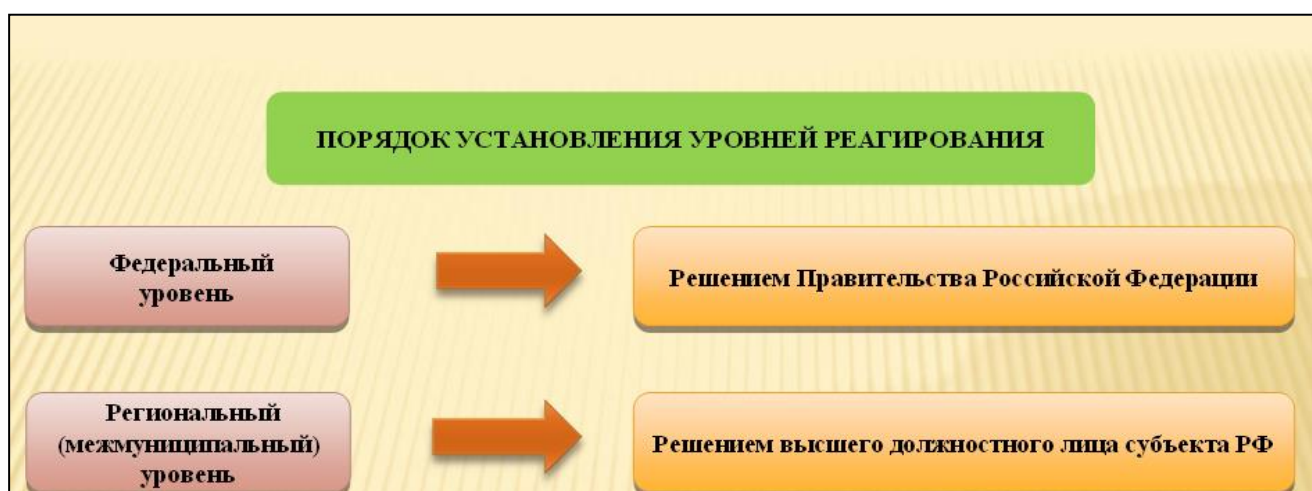 ПОРЯДОК УСТАНОВЛЕНИЯ УРОВНЕЙ РЕАГИРОВАНИЯ
Федеральный
уровень
Решением Правительства Российской Федерации
Региональный
(межмуниципальный)
уровень
Решением высшего должностного лица субъекта РФ